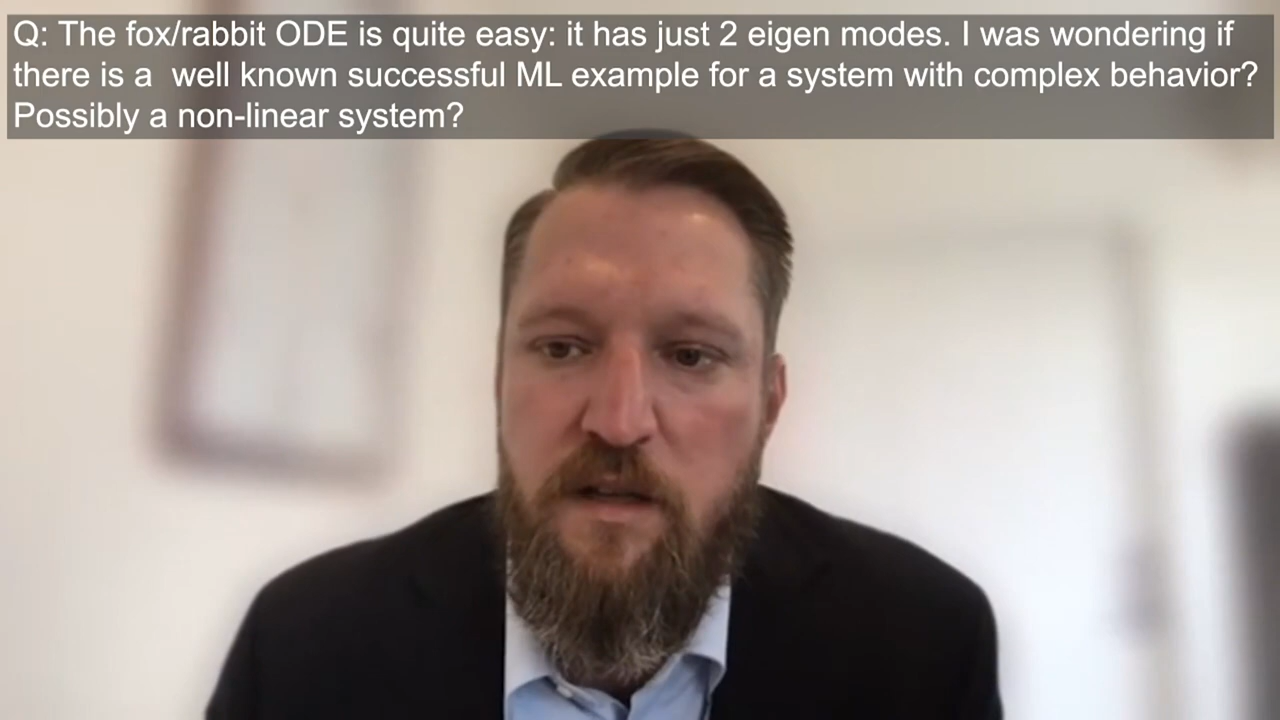 Q: The fox/rabbit ODE is quite easy: it has just 2 eigen modes. I was wondering if
there is a  well known successful ML example for a system with complex behavior?
Possibly a non-linear system?